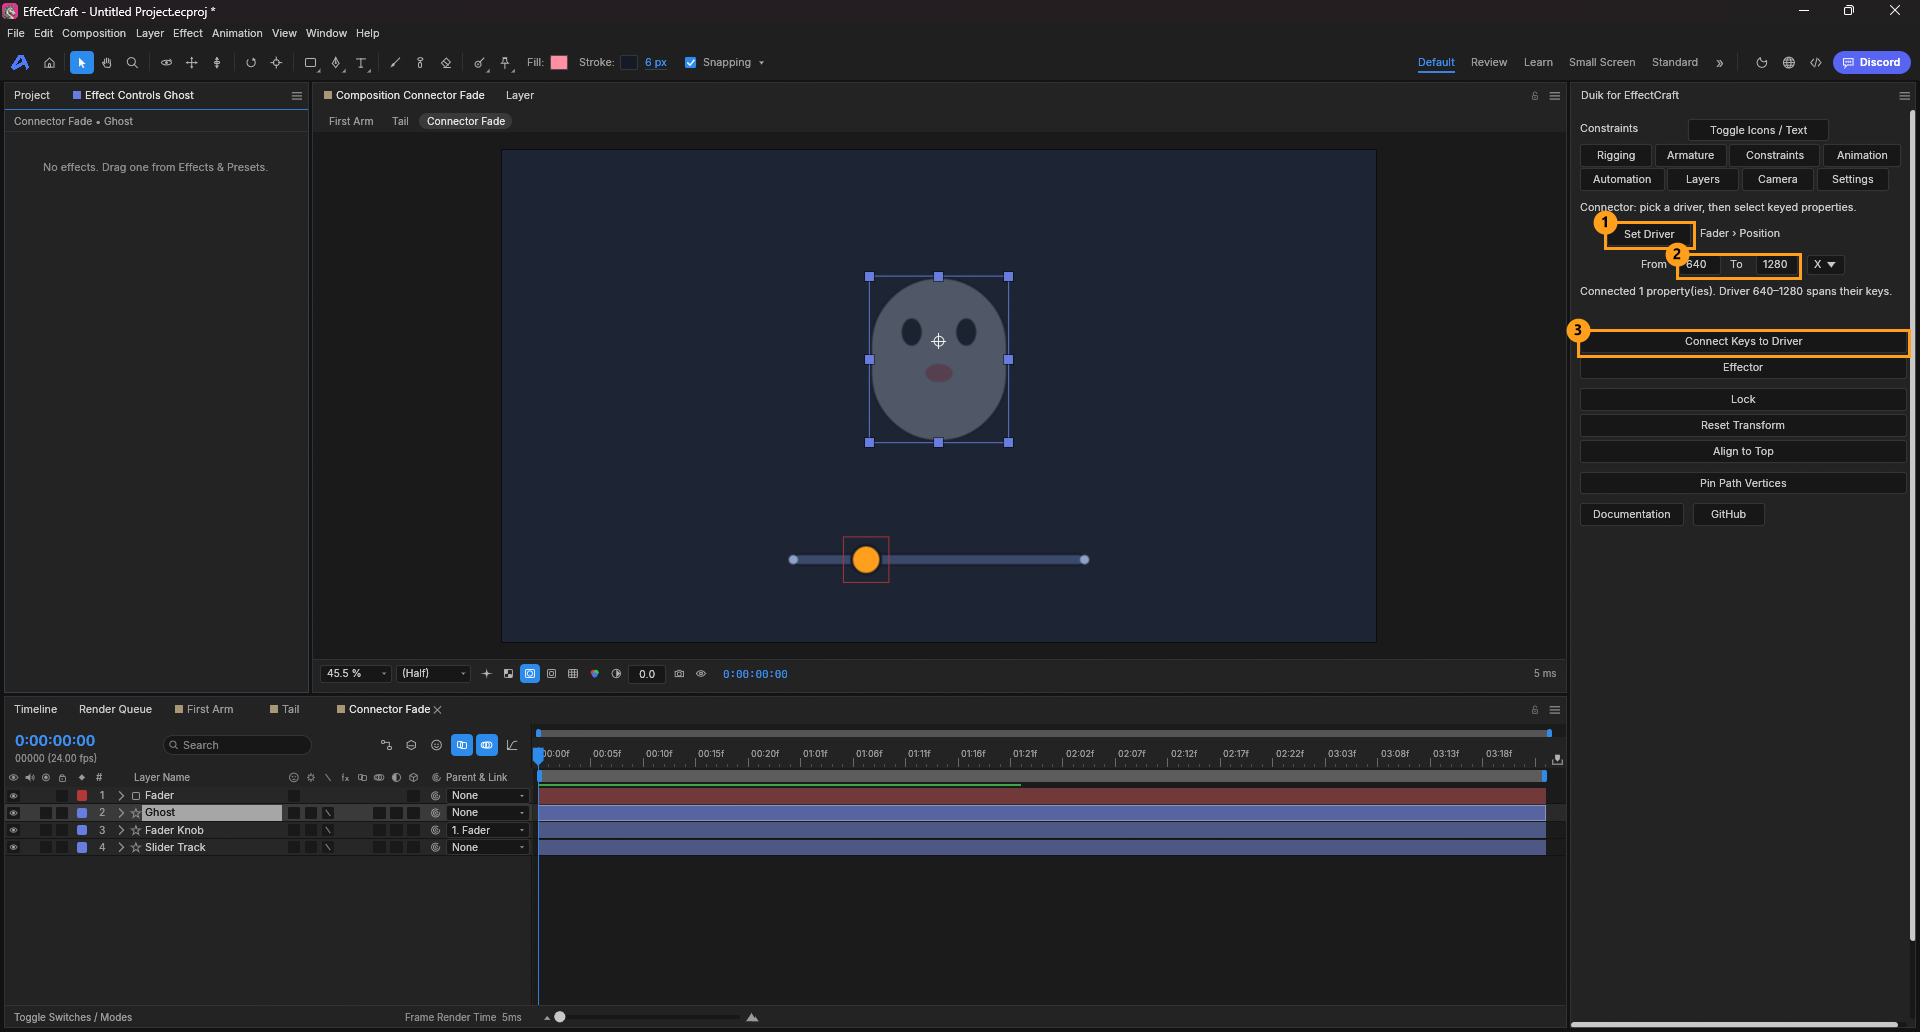 EffectCraft - Untitled Project.ecproj *
File Edit Composition Layer Effect Animation View Window Help
Fill: Stroke: 6 px Snapping
Default Review Learn Small Screen Standard » Discord
Project Effect Controls Ghost
Connector Fade • Ghost
No effects. Drag one from Effects & Presets.
Composition Connector Fade Layer
First Arm Tail Connector Fade
45.5 % (Half) 0.0 0:00:00:00 5 ms
Duik for EffectCraft
Constraints Toggle Icons / Text
Rigging Armature Constraints Animation
Automation Layers Camera Settings
Connector: pick a driver, then select keyed properties.
1 Set Driver Fader › Position
2
From 640 To 1280 X
Connected 1 property(ies). Driver 640–1280 spans their keys.
3
Connect Keys to Driver
Effector
Lock
Reset Transform
Align to Top
Pin Path Vertices
Documentation GitHub
Timeline Render Queue First Arm Tail Connector Fade
0:00:00:00 Search
00000 (24.00 fps)
00:00f 00:05f 00:10f 00:15f 00:20f 01:01f 01:06f 01:11f 01:16f 01:21f 02:02f 02:07f 02:12f 02:17f 02:22f 03:03f 03:08f 03:13f 03:18f
# Layer Name fx Parent & Link
1 Fader None
2 Ghost None
3 Fader Knob 1. Fader
4 Slider Track None
Toggle Switches / Modes Frame Render Time 5ms